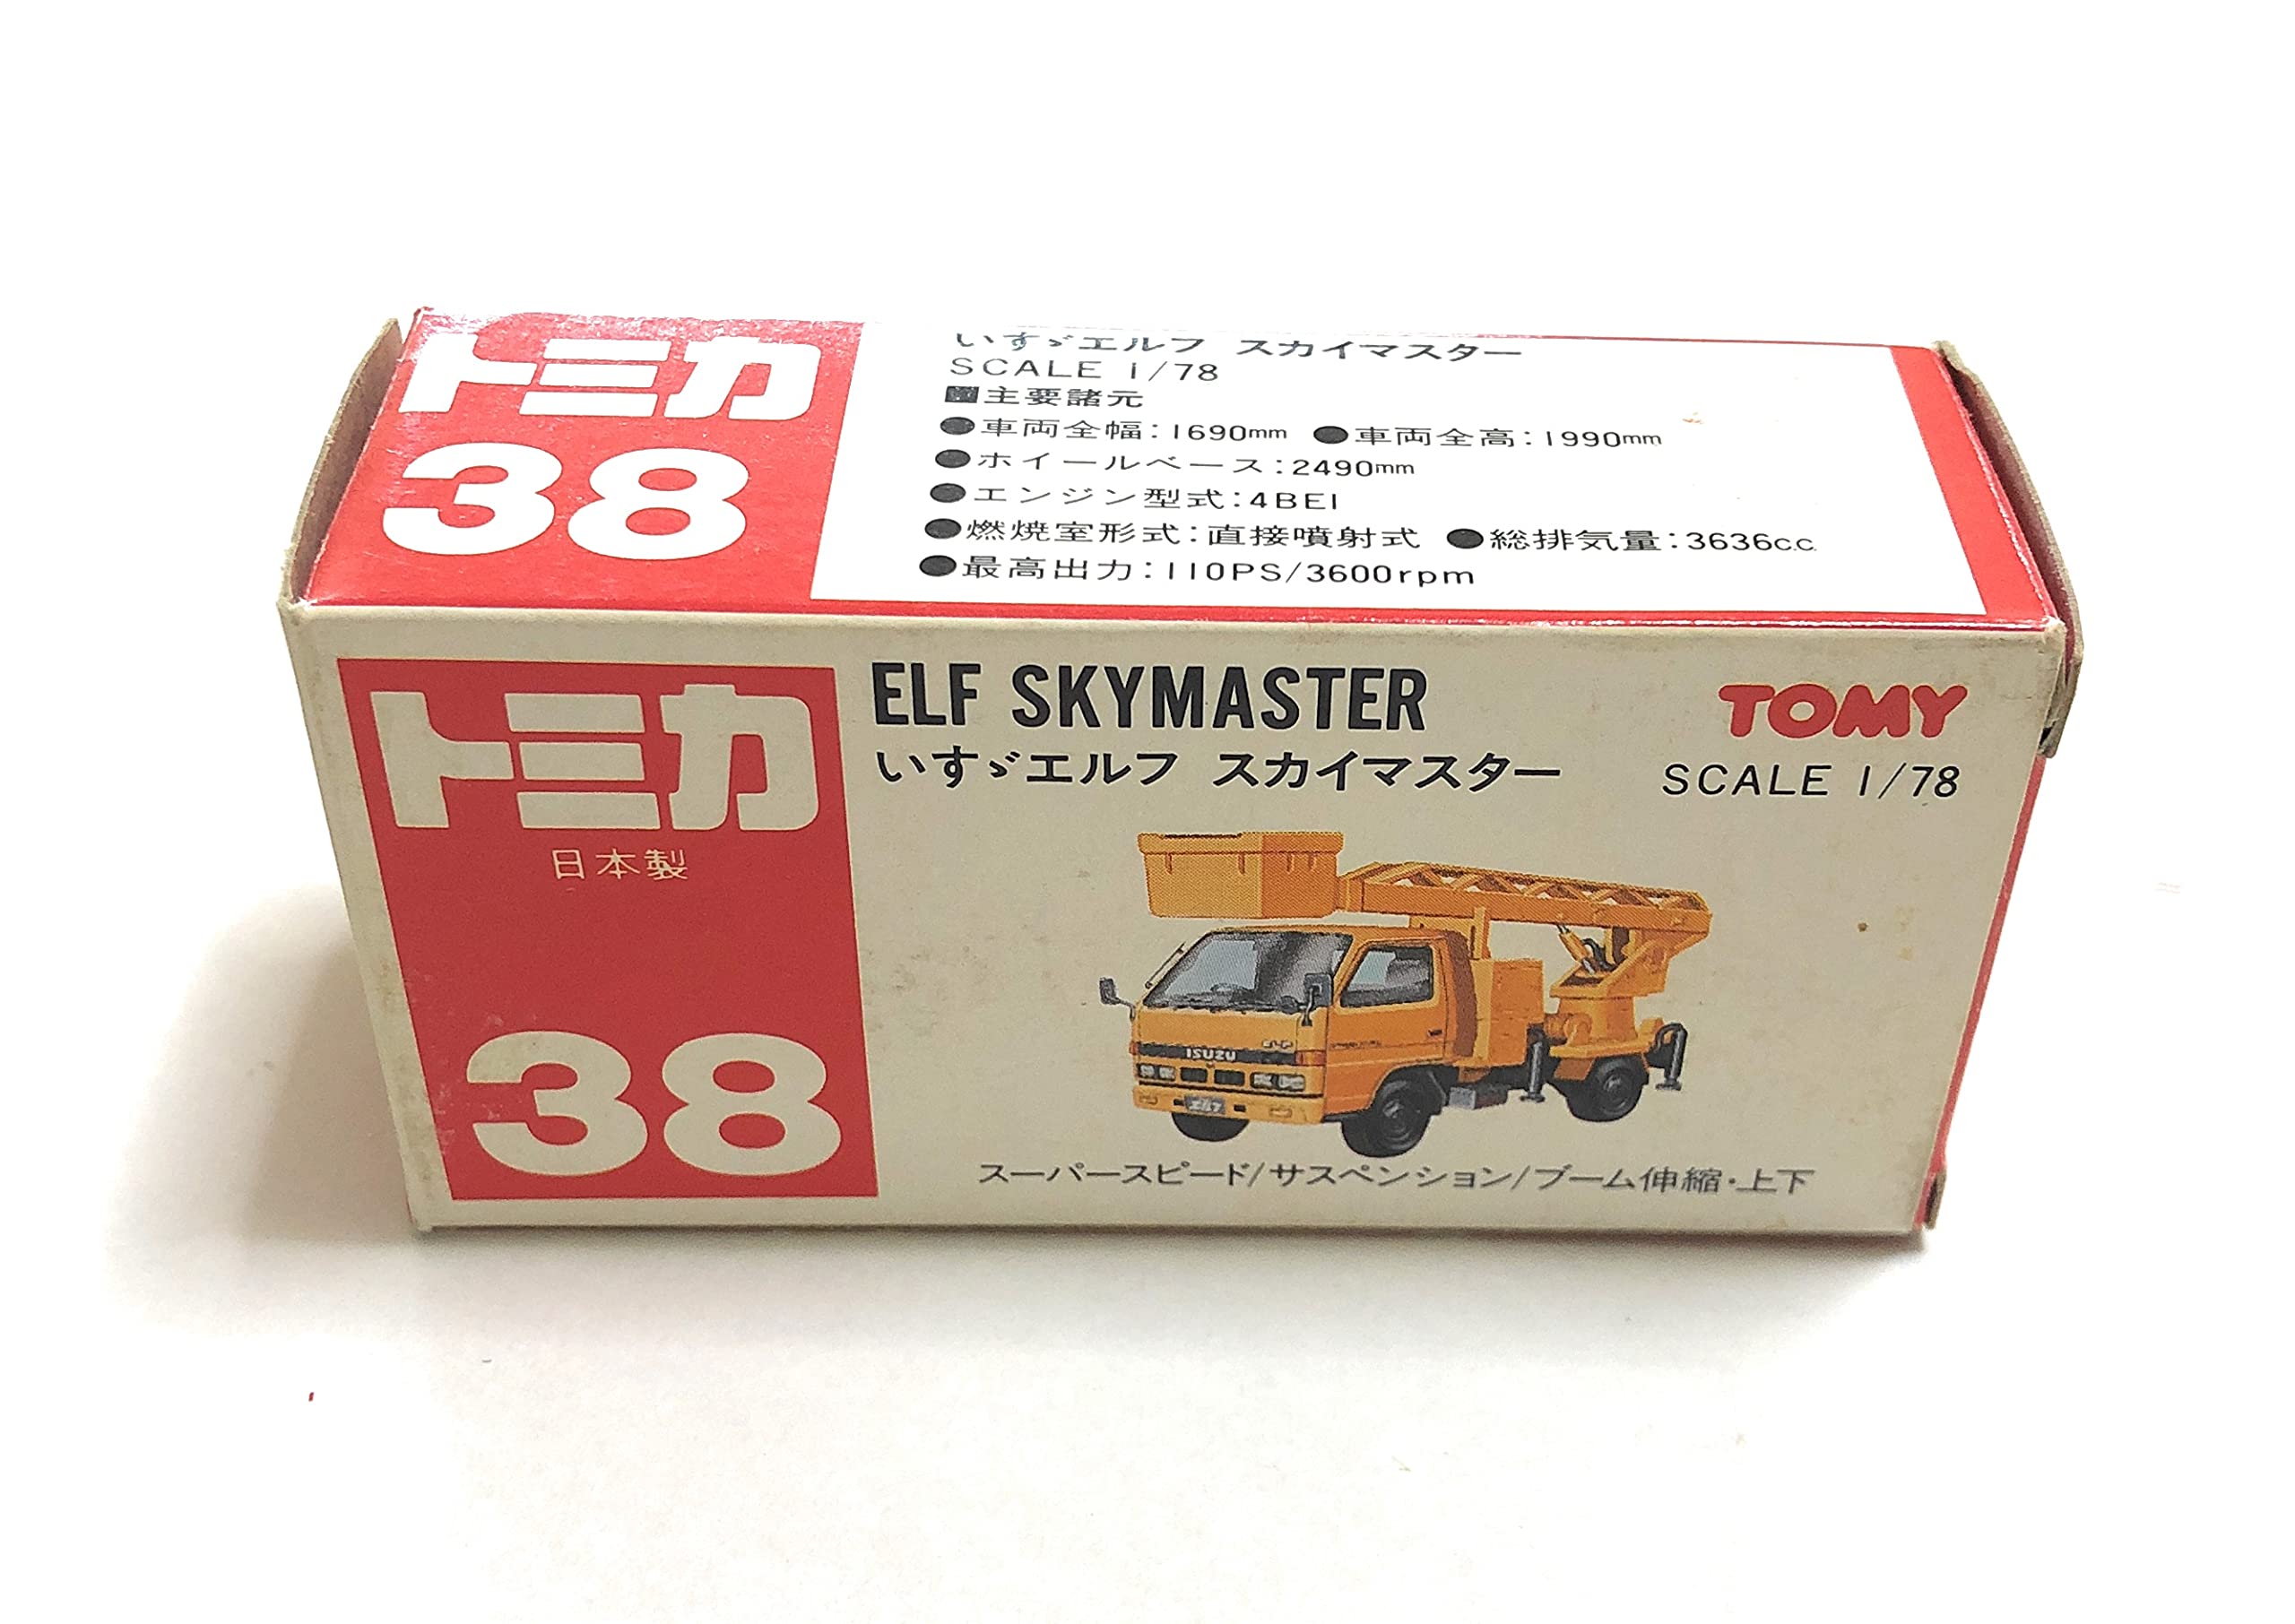 トミカ
38
いすゞエルフ スカイマスター
SCALE 1/78
■主要諸元
●車両全幅:1690mm ●車両全高:1990mm
●ホイールベース:2490mm
●エンジン型式:4BE1
●燃焼室形式:直接噴射式 ●総排気量:3636c.c.
●最高出力:110PS/3600rpm
トミカ
日本製
38
ELF SKYMASTER
いすゞエルフ スカイマスター
TOMY
SCALE 1/78
ISUZU
ELF
エルフ
スーパースピード/サスペンション/ブーム伸縮・上下